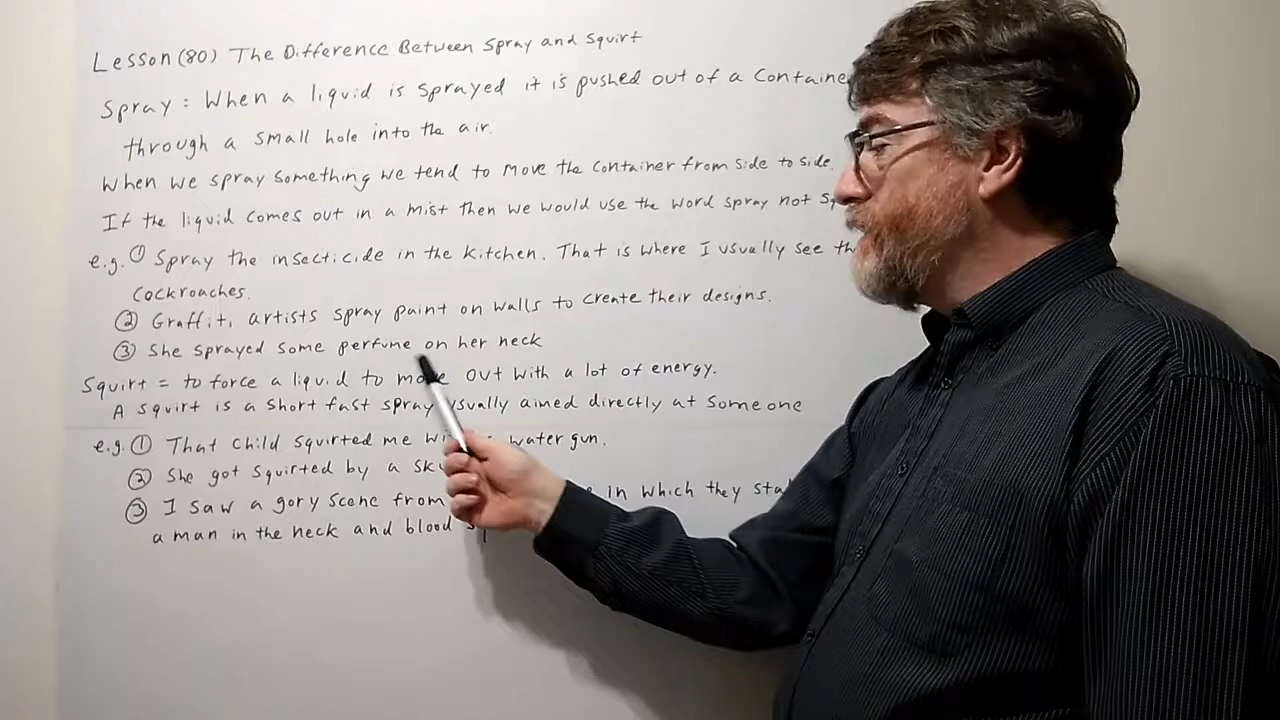 Lesson (80) The Difference Between Spray and Squirt
Spray : When a liquid is sprayed it is pushed out of a Containe
through a small hole into the air.
When we spray something we tend to move the container from side to side.
If the liquid comes out in a mist then we would use the word spray not
e.g. ① Spray the insecticide in the kitchen. That is where I usually see th
Cockroaches.
② Graffiti artists spray paint on walls to create their designs.
③ She sprayed some perfume on her neck
Squirt = to force a liquid to move out with a lot of energy.
A squirt is a short fast spray usually aimed directly at someone
e.g. ① That child squirted me water gun.
② She got squirted by a
③ I saw a gory scene from in which they
a man in the neck and blood